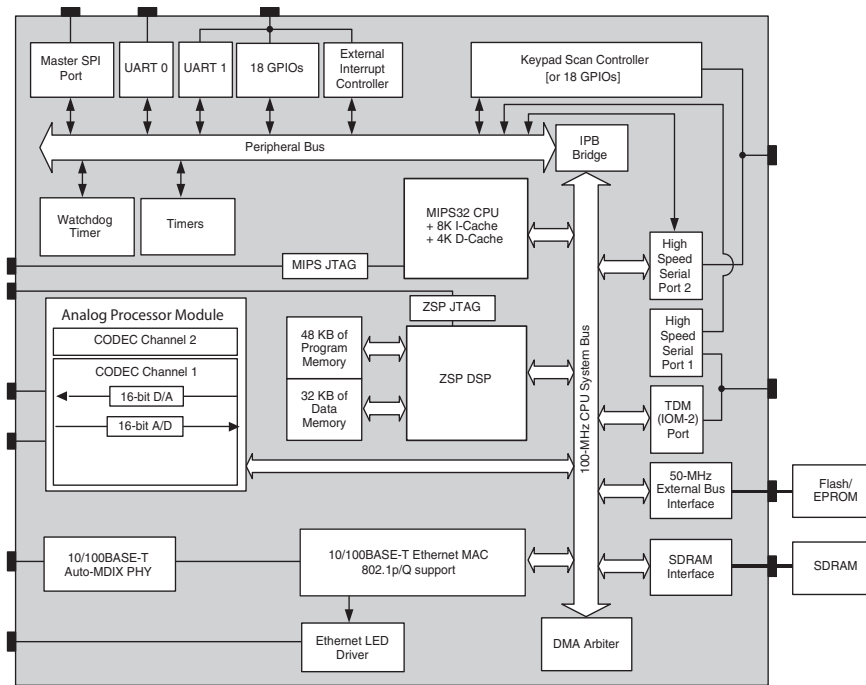 Master SPI
Port
UART 0
UART 1
18 GPIOs
External
Interrupt
Controller
Keypad Scan Controller
[or 18 GPIOs]
Peripheral Bus
IPB
Bridge
Watchdog
Timer
Timers
MIPS32 CPU
+ 8K I-Cache
+ 4K D-Cache
MIPS JTAG
High
Speed
Serial
Port 2
ZSP JTAG
Analog Processor Module
CODEC Channel 2
CODEC Channel 1
16-bit D/A
16-bit A/D
48 KB of
Program
Memory
32 KB of
Data
Memory
ZSP DSP
100-MHz CPU System Bus
High
Speed
Serial
Port 1
TDM
(IOM-2)
Port
50-MHz
External Bus
Interface
Flash/
EPROM
10/100BASE-T
Auto-MDIX PHY
10/100BASE-T Ethernet MAC
802.1p/Q support
SDRAM
Interface
SDRAM
Ethernet LED
Driver
DMA Arbiter